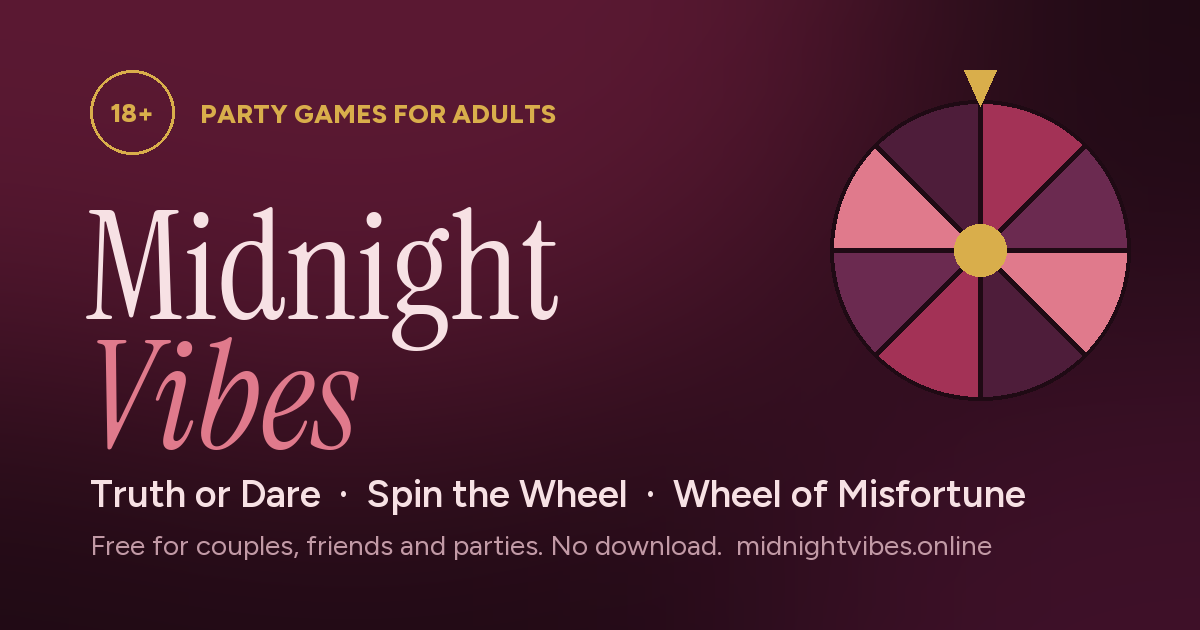 18+ PARTY GAMES FOR ADULTS
Midnight
Vibes
Truth or Dare · Spin the Wheel · Wheel of Misfortune
Free for couples, friends and parties. No download. midnightvibes.online